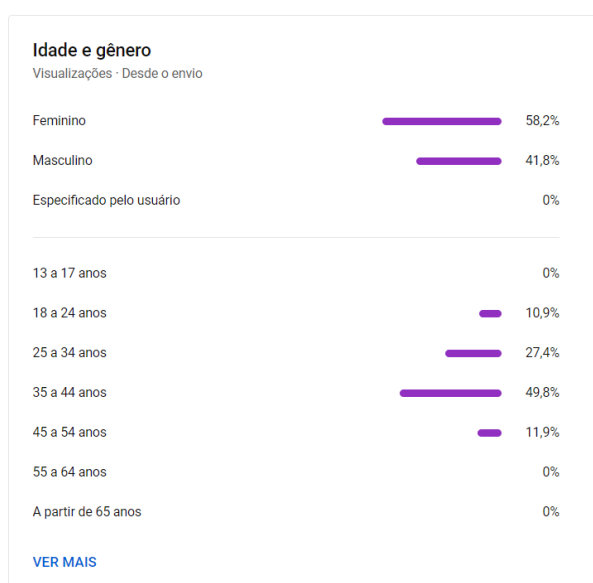 Idade e gênero
Visualizações · Desde o envio
Feminino 58,2%
Masculino 41,8%
Especificado pelo usuário 0%
13 a 17 anos 0%
18 a 24 anos 10,9%
25 a 34 anos 27,4%
35 a 44 anos 49,8%
45 a 54 anos 11,9%
55 a 64 anos 0%
A partir de 65 anos 0%
VER MAIS